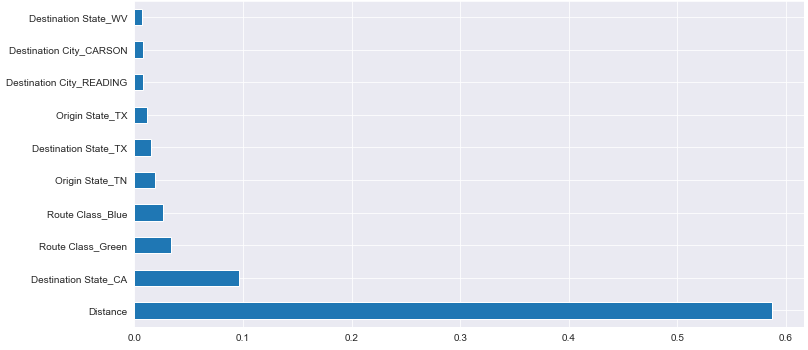 Destination State_WV
Destination City_CARSON
Destination City_READING
Origin State_TX
Destination State_TX
Origin State_TN
Route Class_Blue
Route Class_Green
Destination State_CA
Distance
0.0 0.1 0.2 0.3 0.4 0.5 0.6